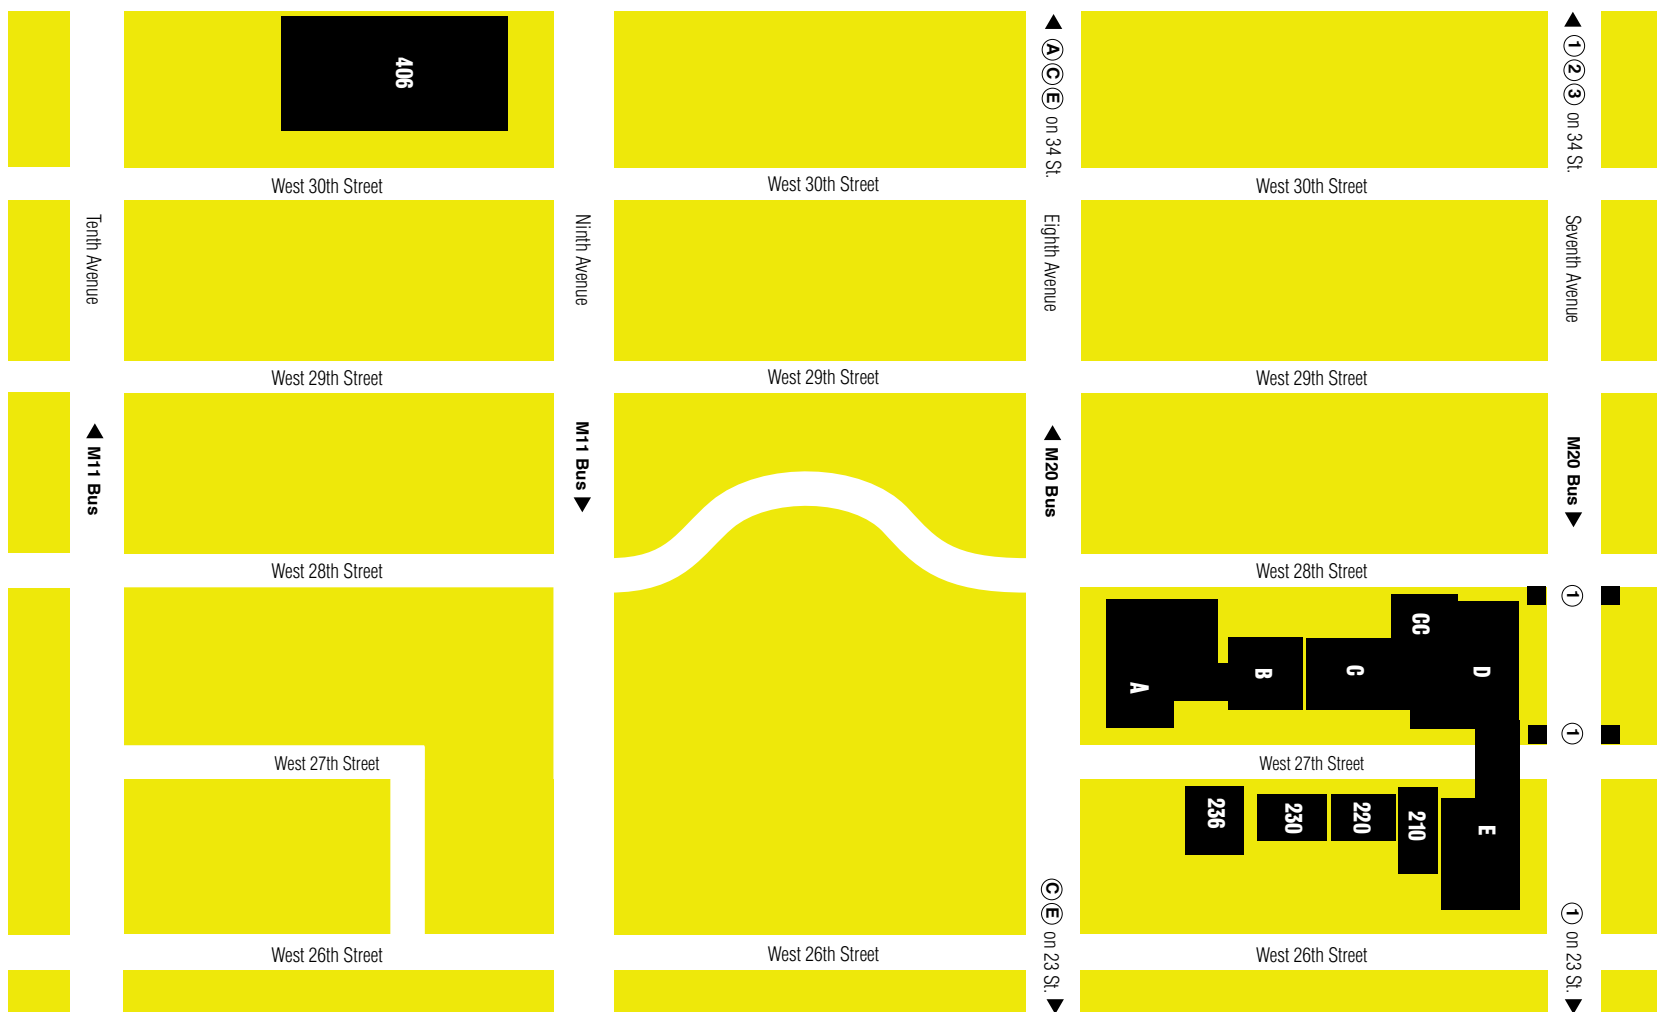 ◀ A C E on 34 St.
◀ 1 2 3 on 34 St.
406
West 30th Street
West 30th Street
West 30th Street
Tenth Avenue
Ninth Avenue
Eighth Avenue
Seventh Avenue
West 29th Street
West 29th Street
West 29th Street
◀ M11 Bus
M11 Bus ▶
◀ M20 Bus
M20 Bus ▶
West 28th Street
West 28th Street
1
CC
A
B
C
D
1
West 27th Street
West 27th Street
236
230
220
210
E
C E on 23 St. ▶
1 on 23 St. ▶
West 26th Street
West 26th Street
West 26th Street